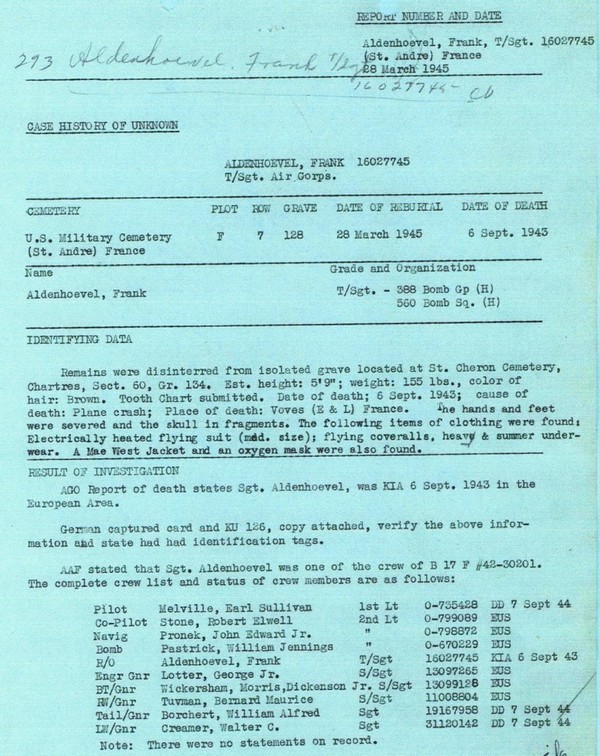 REPORT NUMBER AND DATE
Aldenhoevel, Frank, T/Sgt. 16027745
(St. Andre) France
28 March 1945
293 Aldenhoevel, Frank T/Sgt
16027745
CASE HISTORY OF UNKNOWN
ALDENHOEVEL, FRANK 16027745
T/Sgt. Air Corps.
CEMETERY PLOT ROW GRAVE DATE OF REBURIAL DATE OF DEATH
U.S. Military Cemetery F 7 128 28 March 1945 6 Sept. 1943
(St. Andre) France
Name Grade and Organization
Aldenhoevel, Frank T/Sgt. - 388 Bomb Gp (H)
560 Bomb Sq. (H)
IDENTIFYING DATA
Remains were disinterred from isolated grave located at St. Cheron Cemetery,
Chartres, Sect. 60, Gr. 134. Est. height: 5'9"; weight: 155 lbs., color of
hair: Brown. Tooth Chart submitted. Date of death; 6 Sept. 1943; cause of
death: Plane crash; Place of death: Voves (E & L) France. The hands and feet
were severed and the skull in fragments. The following items of clothing were found;
Electrically heated flying suit (med. size); flying coveralls, heavy & summer under-
wear. A Mae West Jacket and an oxygen mask were also found.
RESULT OF INVESTIGATION
AGO Report of death states Sgt. Aldenhoevel, was KIA 6 Sept. 1943 in the
European Area.
German captured card and KU 126, copy attached, verify the above infor-
mation and state had had identification tags.
AAF stated that Sgt. Aldenhoevel was one of the crew of B 17 F #42-30201.
The complete crew list and status of crew members are as follows:
Pilot Melville, Earl Sullivan 1st Lt 0-735428 DD 7 Sept 44
Co-Pilot Stone, Robert Elwell 2nd Lt 0-799089 EUS
Navig Pronek, John Edward Jr. " 0-798872 EUS
Bomb Pastrick, William Jennings " 0-670229 EUS
R/O Aldenhoevel, Frank T/Sgt 16027745 KIA 6 Sept 43
Engr Gnr Lotter, George Jr. S/Sgt 13097265 EUS
BT/Gnr Wickersham, Morris,Dickenson Jr. S/Sgt 13099128 EUS
RW/Gnr Tuvman, Bernard Maurice S/Sgt 11008804 EUS
Tail/Gnr Borchert, William Alfred Sgt 19167958 DD 7 Sept 44
LW/Gnr Creamer, Walter C. Sgt 31120142 DD 7 Sept 44
Note: There were no statements on record.